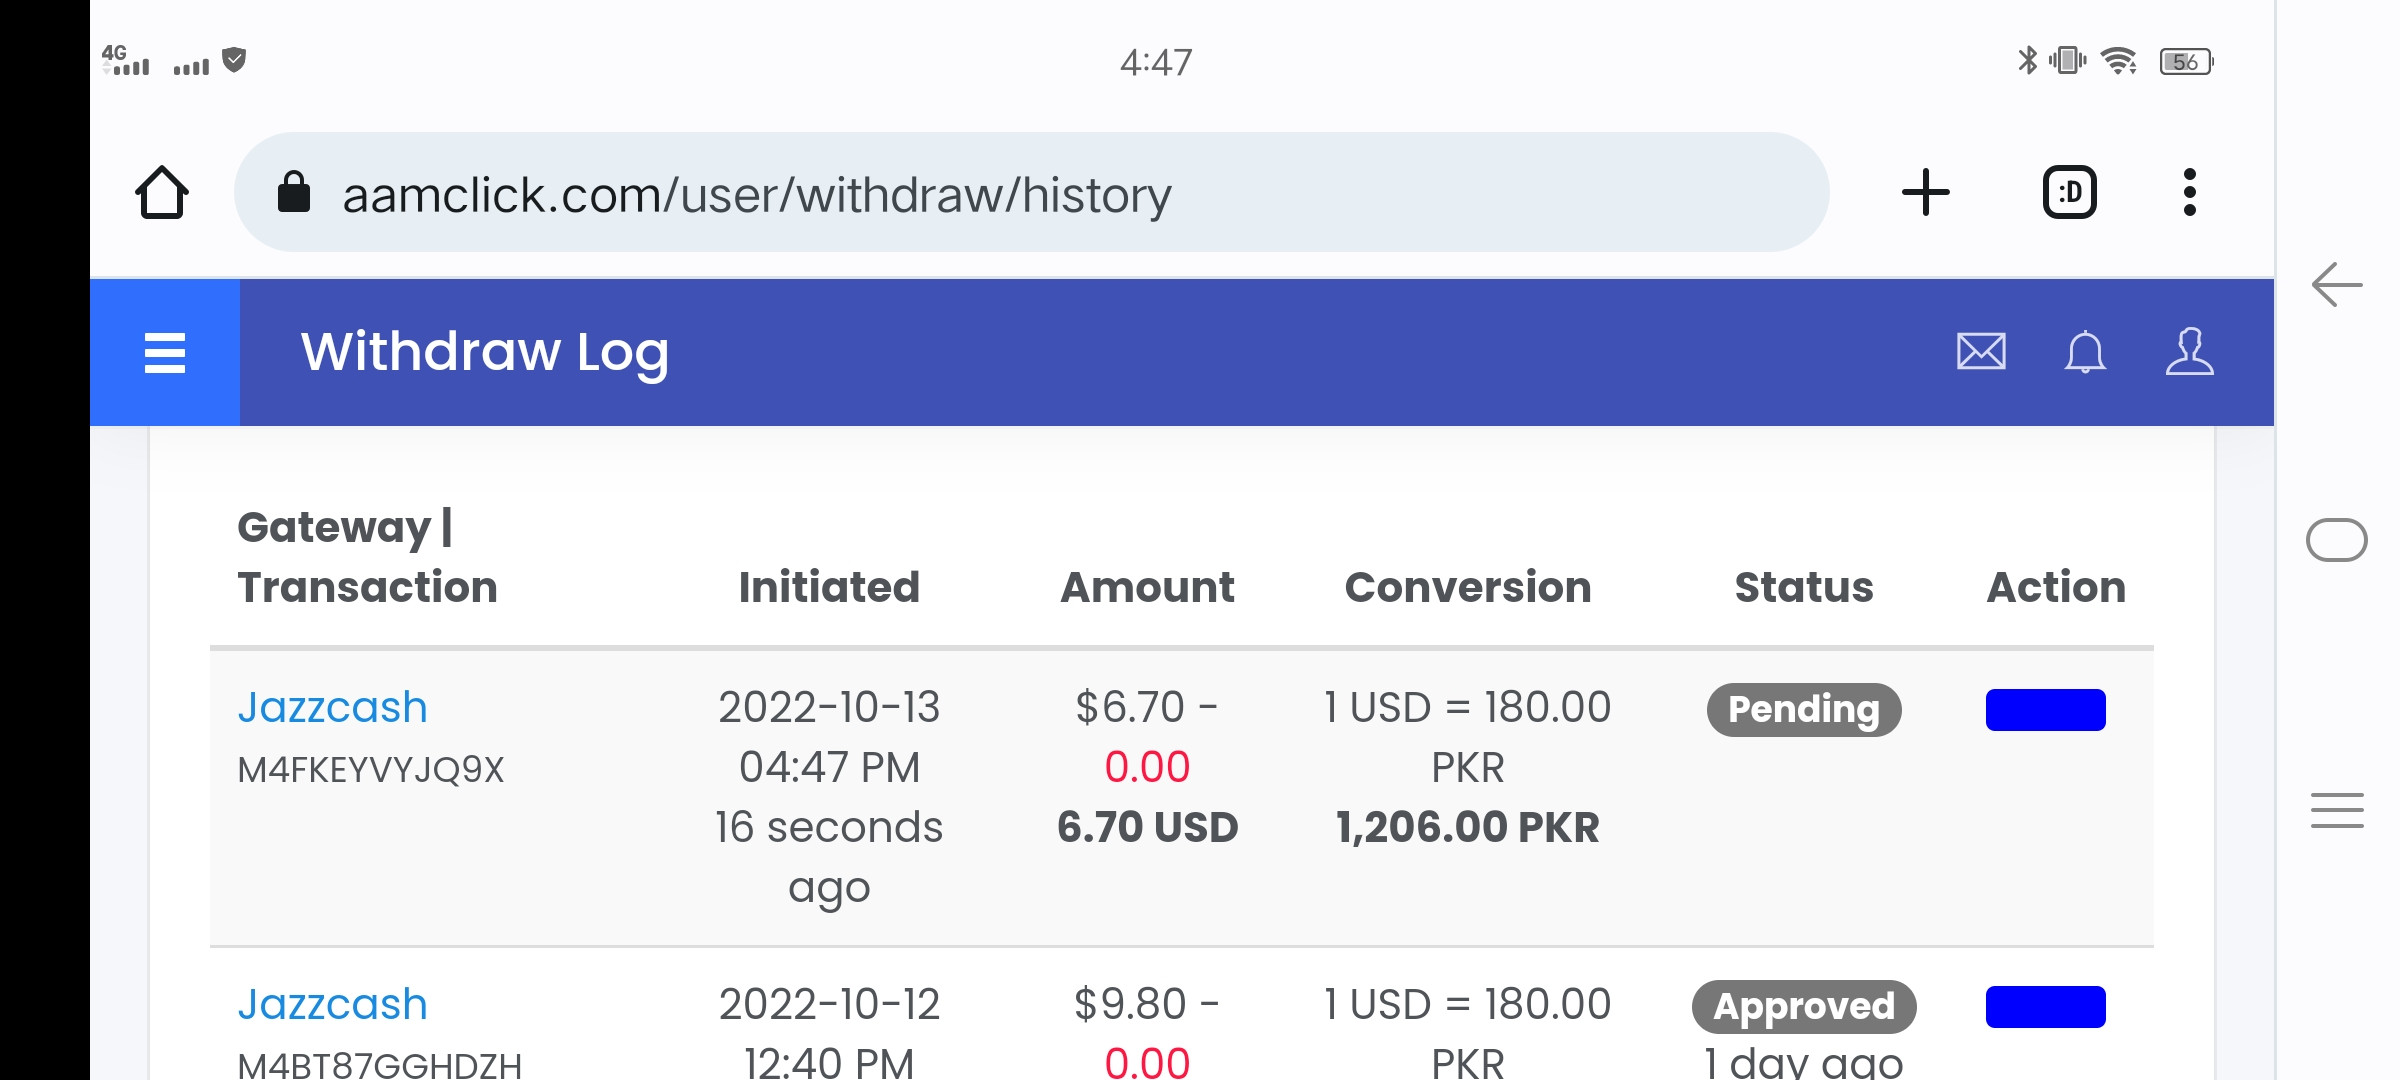 4G
4:47
56
aamclick.com/user/withdraw/history
:D
Withdraw Log
Gateway |
Transaction Initiated Amount Conversion Status Action
Jazzcash 2022-10-13 $6.70 - 1 USD = 180.00 Pending
M4FKEYVYJQ9X 04:47 PM 0.00 PKR
16 seconds 6.70 USD 1,206.00 PKR
ago
Jazzcash 2022-10-12 $9.80 - 1 USD = 180.00 Approved
M4BT87GGHDZH 12:40 PM 0.00 PKR 1 day ago